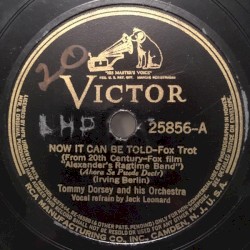 20
"HIS MASTER'S VOICE"
VICTOR
LHP
25856-A
NOW IT CAN BE TOLD-Fox Trot
(From 20th Century-Fox film
"Alexander's Ragtime Band")
(Ahora Se Puede Decir)
(Irving Berlin)
Tommy Dorsey and his Orchestra
Vocal refrain by Jack Leonard
RCA MANUFACTURING CO., INC. CAMDEN, N.J., U.S.A.